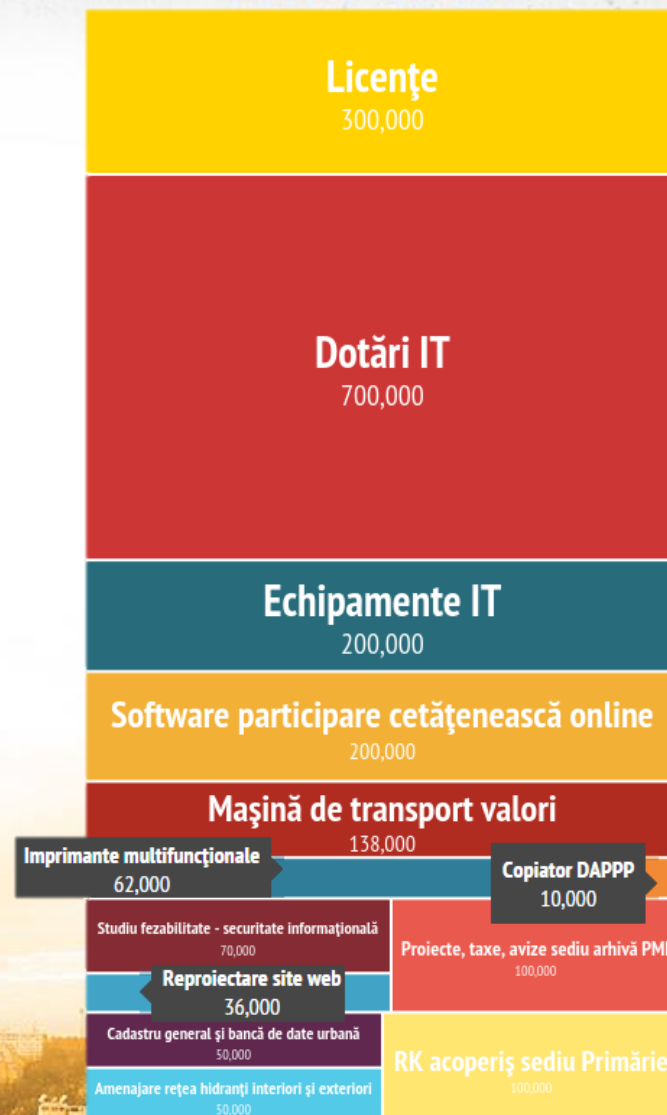 Licenţe
300,000
Dotări IT
700,000
Echipamente IT
200,000
Software participare cetăţenească online
200,000
Maşină de transport valori
138,000
Imprimante multifuncţionale
62,000
Copiator DAPPP
10,000
Studiu fezabilitate - securitate informaţională
70,000
Proiecte, taxe, avize sediu arhivă
100,000
Reproiectare site web
36,000
Cadastru general şi bancă de date urbană
50,000
RK acoperiş sediu Primărie
100,000
Amenajare reţea hidranţi interiori şi exteriori
50,000